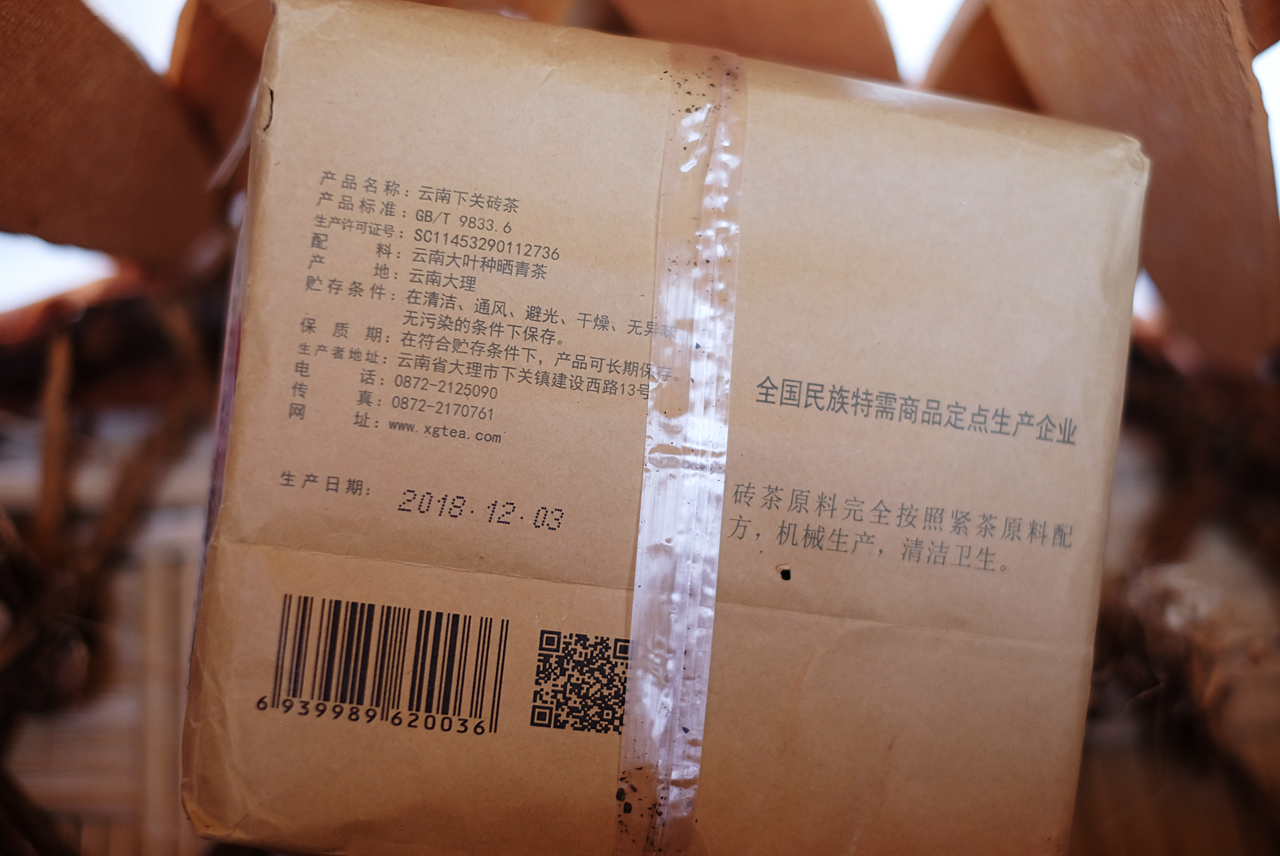 产品名称：云南下关砖茶
产品标准：GB/T 9833.6
生产许可证号：SC11453290112736
配料：云南大叶种晒青茶
产地：云南大理
贮存条件：在清洁、通风、避光、干燥、无异
无污染的条件下保存。
保质期：在符合贮存条件下，产品可长期保存。
生产者地址：云南省大理市下关镇建设西路13号
电话：0872-2125090
传真：0872-2170761
网址：www.xgtea.com
生产日期：2018.12.03
6 939989 620036
全国民族特需商品定点生产企业
砖茶原料完全按照紧茶原料配
方，机械生产，清洁卫生。